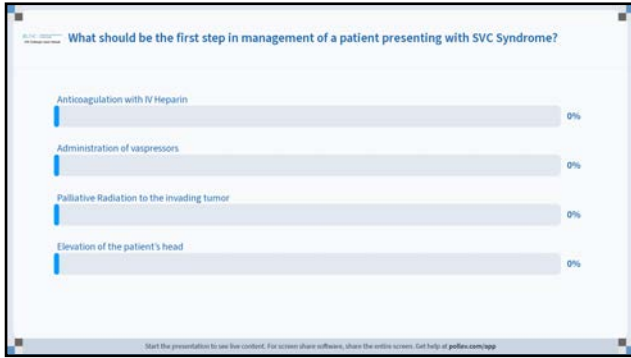 What should be the first step in management of a patient presenting with SVC Syndrome?
Anticoagulation with IV Heparin
0%
Administration of vaspressors
0%
Palliative Radiation to the invading tumor
0%
Elevation of the patient's head
0%
Start the presentation to see live content. For screen share software, share the entire screen. Get help at pollev.com/app